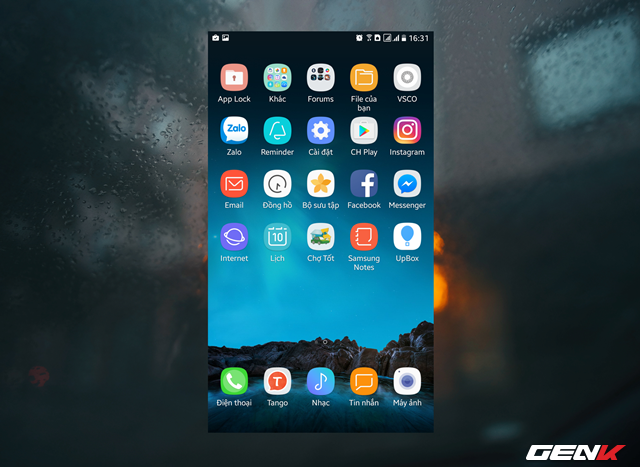 16:31
App Lock
Khác
Forums
File của
bạn
VSCO
Zalo
Zalo
Reminder
Cài đặt
CH Play
Instagram
Email
Đồng hồ
Bộ sưu tập
Facebook
Messenger
10
Internet
Lịch
Chợ Tốt
Samsung
Notes
UpBox
T
Điện thoại
Tango
Nhạc
Tin nhắn
Máy ảnh
GENK